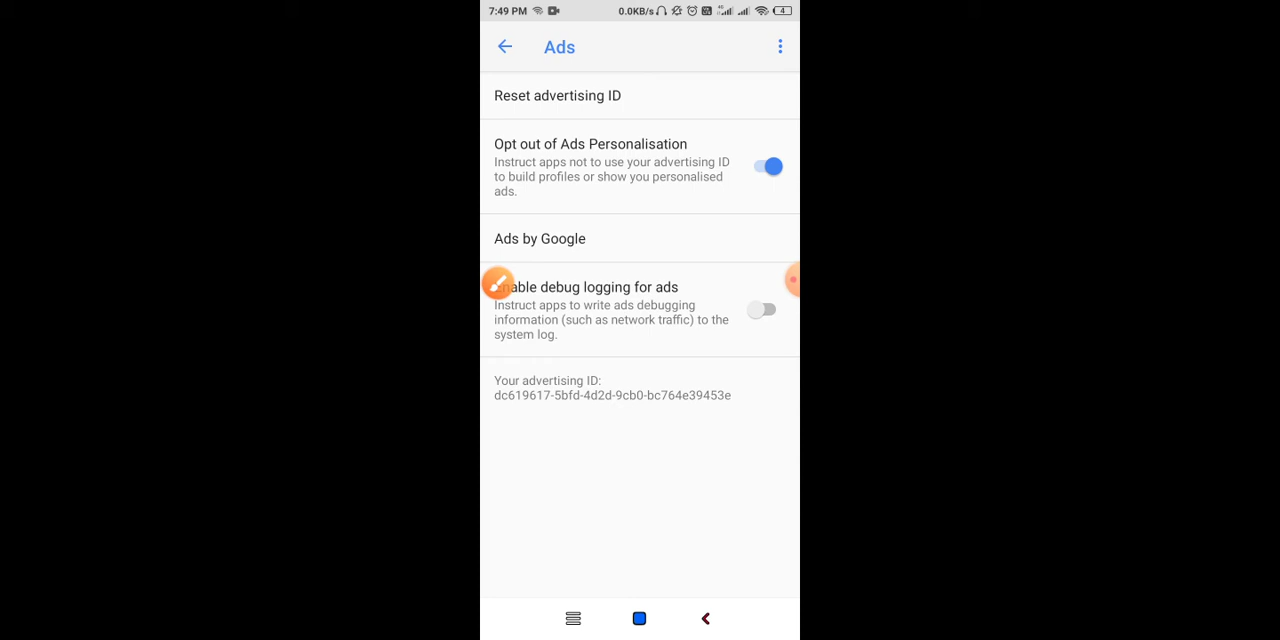 7:49 PM 0.0KB/s 4G 4
Ads
Reset advertising ID
Opt out of Ads Personalisation
Instruct apps not to use your advertising ID
to build profiles or show you personalised
ads.
Ads by Google
nable debug logging for ads
Instruct apps to write ads debugging
information (such as network traffic) to the
system log.
Your advertising ID:
dc619617-5bfd-4d2d-9cb0-bc764e39453e